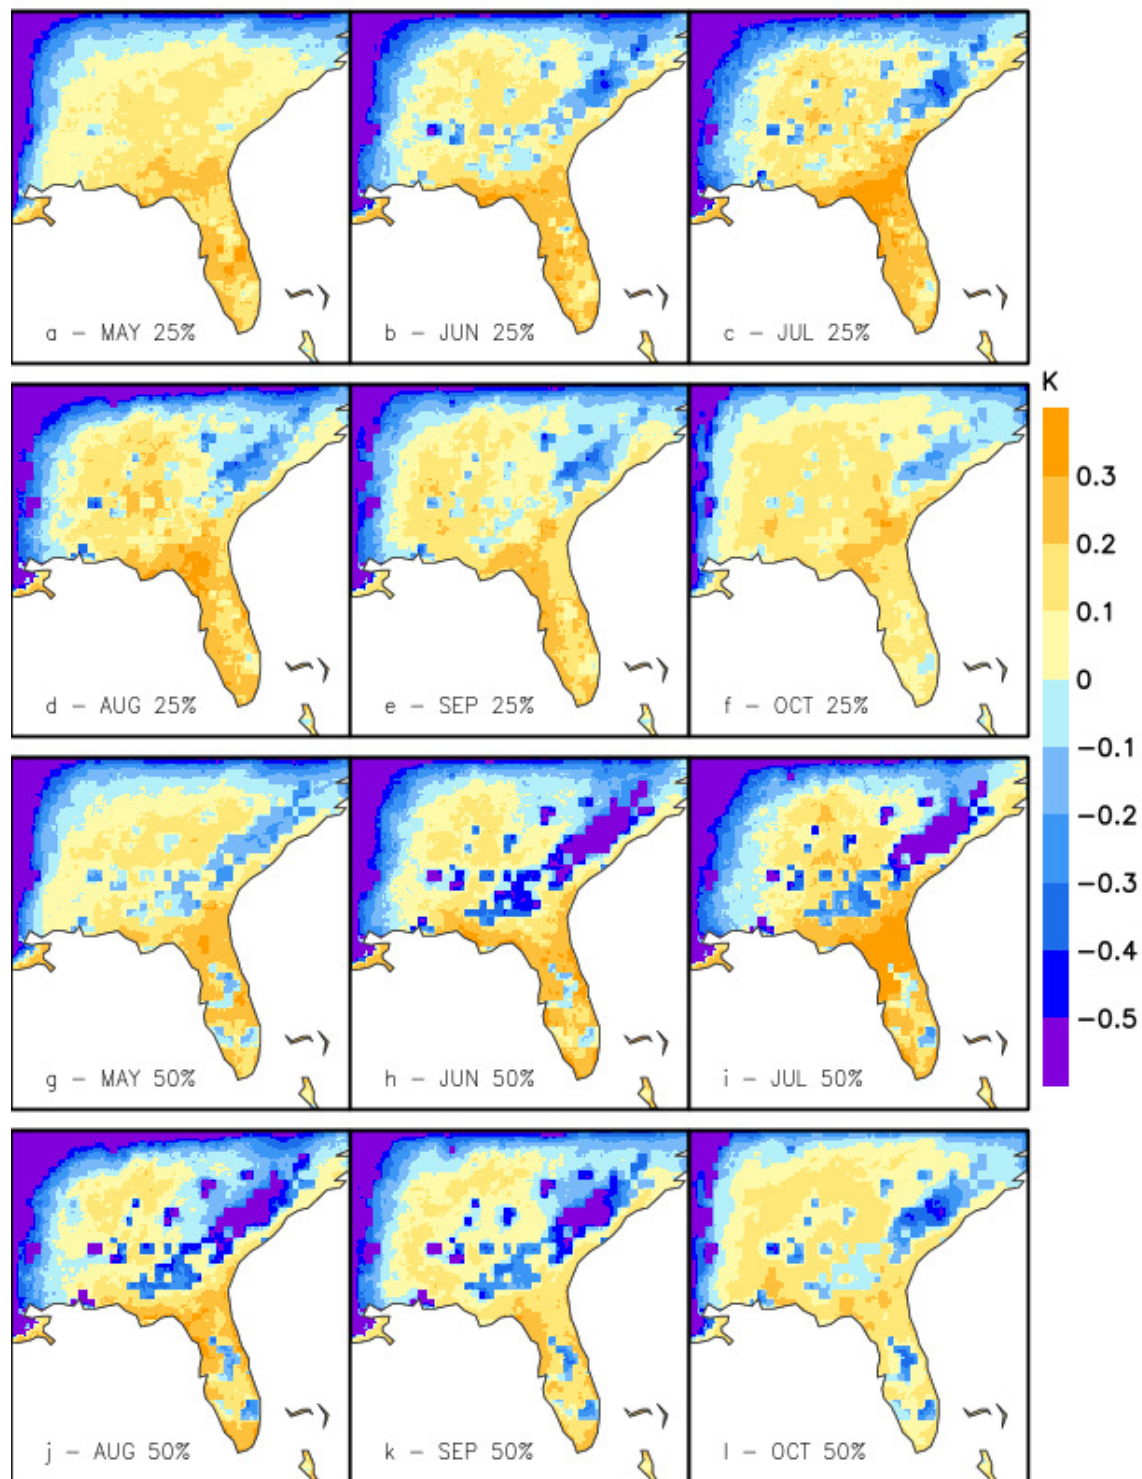 a – MAY 25%
b – JUN 25%
c – JUL 25%
K
0.3
0.2
0.1
0
−0.1
−0.2
−0.3
−0.4
−0.5
d – AUG 25%
e – SEP 25%
f – OCT 25%
g – MAY 50%
h – JUN 50%
i – JUL 50%
j – AUG 50%
k – SEP 50%
l – OCT 50%